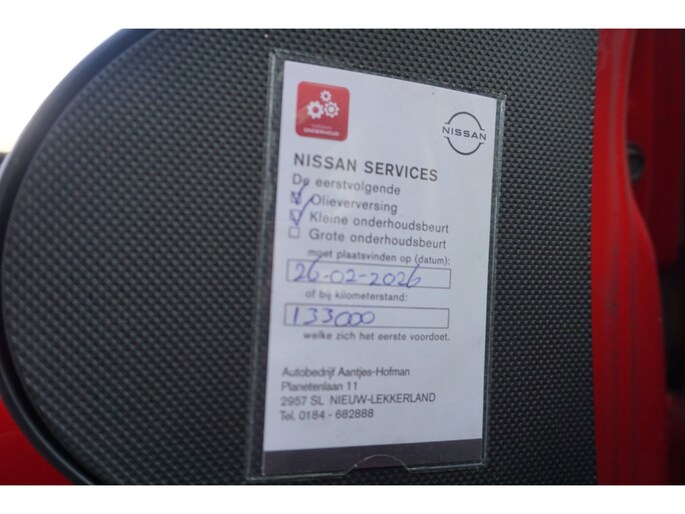 ONDERHOUD
NISSAN
NISSAN SERVICES
De eerstvolgende
Olieverversing
Kleine onderhoudsbeurt
Grote onderhoudsbeurt
moet plaatsvinden op (datum):
26-02-2026
of bij kilometerstand:
133000
welke zich het eerste voordoet.
Autobedrijf Aantjes-Hofman
Planetenlaan 11
2957 SL NIEUW-LEKKERLAND
Tel. 0184 - 682888